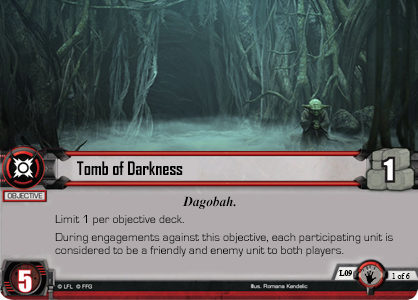 Tomb of Darkness
1
OBJECTIVE
Dagobah.
Limit 1 per objective deck.
During engagements against this objective, each participating unit is
considered to be a friendly and enemy unit to both players.
5
© LFL © FFG
Illus. Romana Kendelic
L09
1 of 6